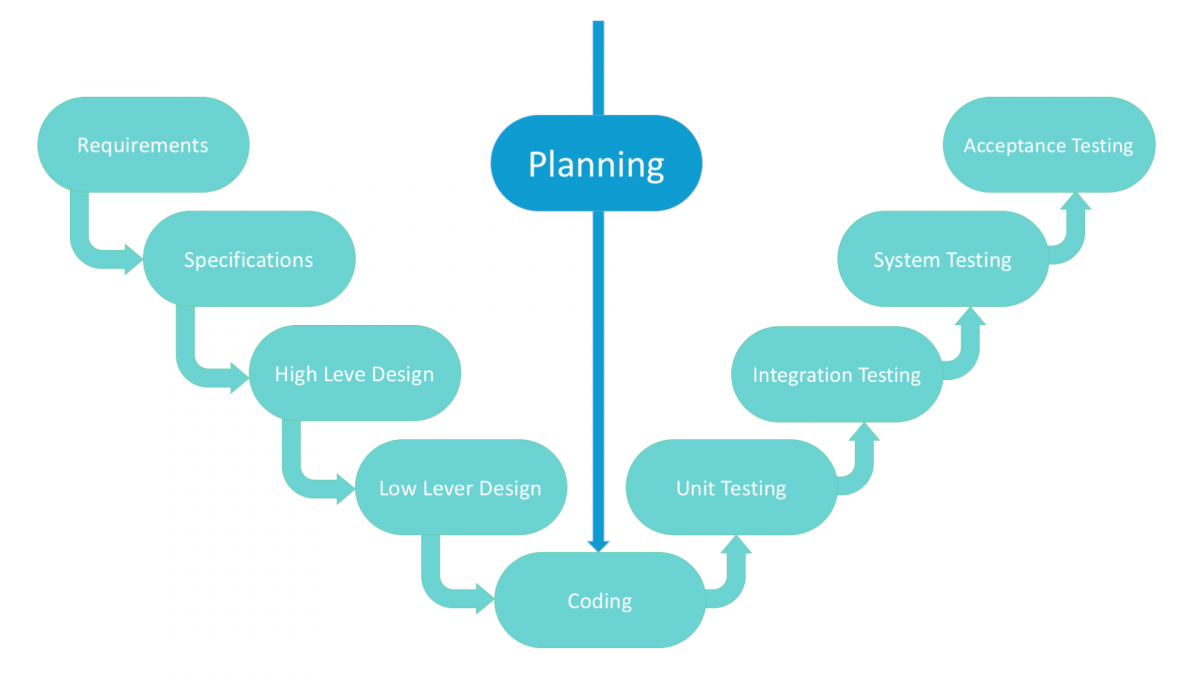 Requirements
Planning
Acceptance Testing
Specifications
System Testing
High Leve Design
Integration Testing
Low Lever Design
Unit Testing
Coding